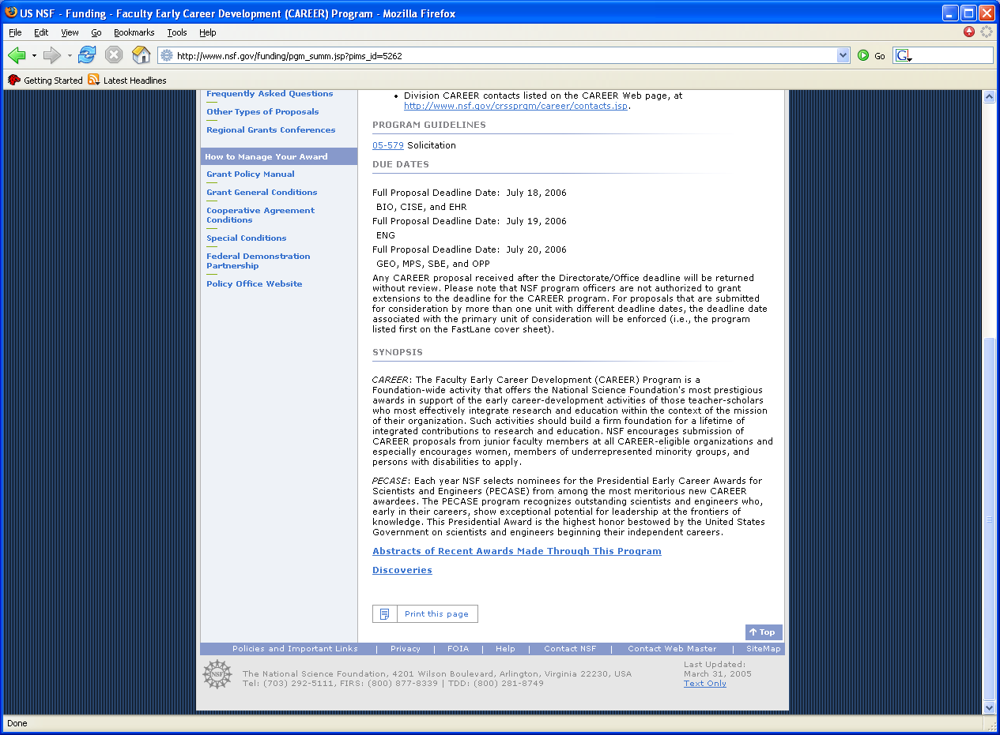 US NSF - Funding - Faculty Early Career Development (CAREER) Program - Mozilla Firefox
File Edit View Go Bookmarks Tools Help
http://www.nsf.gov/funding/pgm_summ.jsp?pims_id=5262
Go
G
Getting Started Latest Headlines
Frequently Asked Questions
Other Types of Proposals
Regional Grants Conferences
How to Manage Your Award
Grant Policy Manual
Grant General Conditions
Cooperative Agreement
Conditions
Special Conditions
Federal Demonstration
Partnership
Policy Office Website
• Division CAREER contacts listed on the CAREER Web page, at
http://www.nsf.gov/crssprgm/career/contacts.jsp.
PROGRAM GUIDELINES
05-579 Solicitation
DUE DATES
Full Proposal Deadline Date: July 18, 2006
BIO, CISE, and EHR
Full Proposal Deadline Date: July 19, 2006
ENG
Full Proposal Deadline Date: July 20, 2006
GEO, MPS, SBE, and OPP
Any CAREER proposal received after the Directorate/Office deadline will be returned
without review. Please note that NSF program officers are not authorized to grant
extensions to the deadline for the CAREER program. For proposals that are submitted
for consideration by more than one unit with different deadline dates, the deadline date
associated with the primary unit of consideration will be enforced (i.e., the program
listed first on the FastLane cover sheet).
SYNOPSIS
CAREER: The Faculty Early Career Development (CAREER) Program is a
Foundation-wide activity that offers the National Science Foundation's most prestigious
awards in support of the early career-development activities of those teacher-scholars
who most effectively integrate research and education within the context of the mission
of their organization. Such activities should build a firm foundation for a lifetime of
integrated contributions to research and education. NSF encourages submission of
CAREER proposals from junior faculty members at all CAREER-eligible organizations and
especially encourages women, members of underrepresented minority groups, and
persons with disabilities to apply.
PECASE: Each year NSF selects nominees for the Presidential Early Career Awards for
Scientists and Engineers (PECASE) from among the most meritorious new CAREER
awardees. The PECASE program recognizes outstanding scientists and engineers who,
early in their careers, show exceptional potential for leadership at the frontiers of
knowledge. This Presidential Award is the highest honor bestowed by the United States
Government on scientists and engineers beginning their independent careers.
Abstracts of Recent Awards Made Through This Program
Discoveries
Print this page
Top
Policies and Important Links | Privacy | FOIA | Help | Contact NSF | Contact Web Master | SiteMap
NSF
The National Science Foundation, 4201 Wilson Boulevard, Arlington, Virginia 22230, USA
Tel: (703) 292-5111, FIRS: (800) 877-8339 | TDD: (800) 281-8749
Last Updated:
March 31, 2005
Text Only
Done